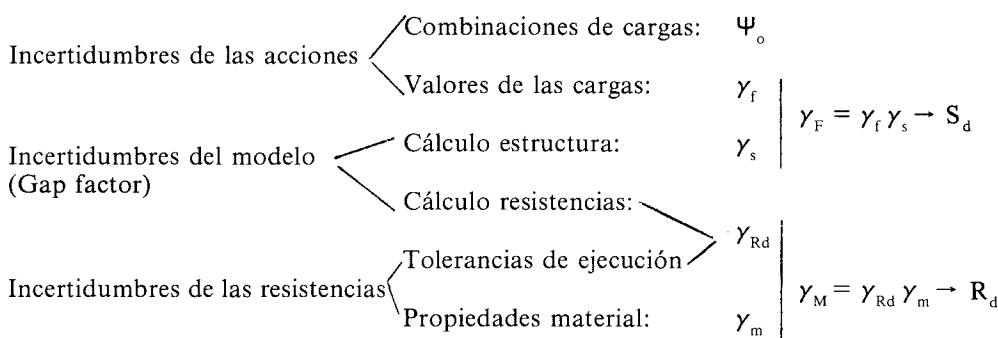 Combinaciones de cargas: Ψo
Incertidumbres de las acciones
Valores de las cargas: γf
γF = γf γs → Sd
Cálculo estructura: γs
Incertidumbres del modelo
(Gap factor)
Cálculo resistencias:
γRd
Tolerancias de ejecución
Incertidumbres de las resistencias
γM = γRd γm → Rd
Propiedades material: γm